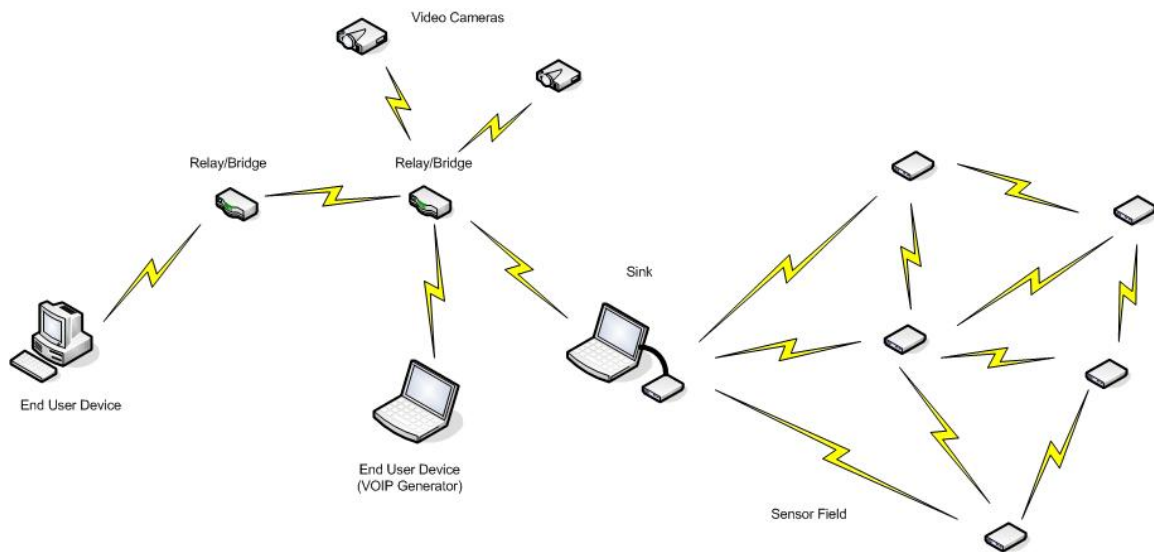 Video Cameras
Relay/Bridge
Relay/Bridge
Sink
End User Device
End User Device
(VOIP Generator)
Sensor Field